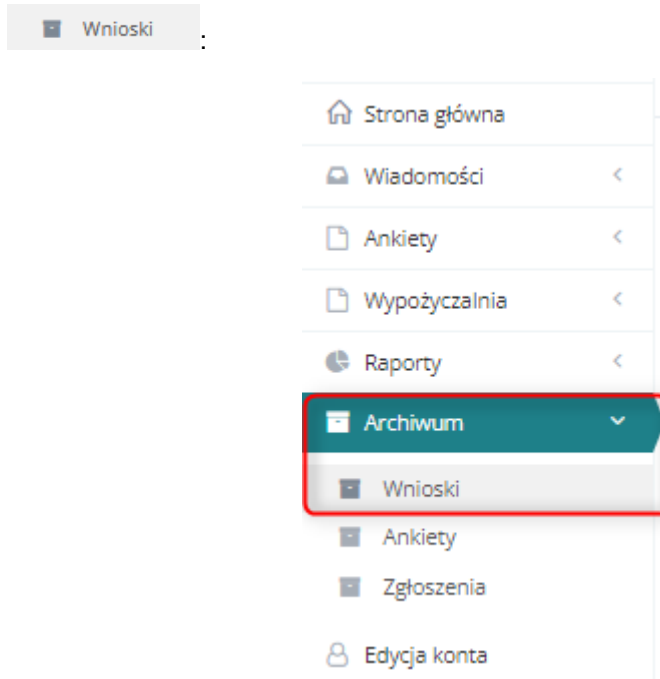 Wnioski :
Strona główna
Wiadomości
Ankiety
Wypożyczalnia
Raporty
Archiwum
Wnioski
Ankiety
Zgłoszenia
Edycja konta